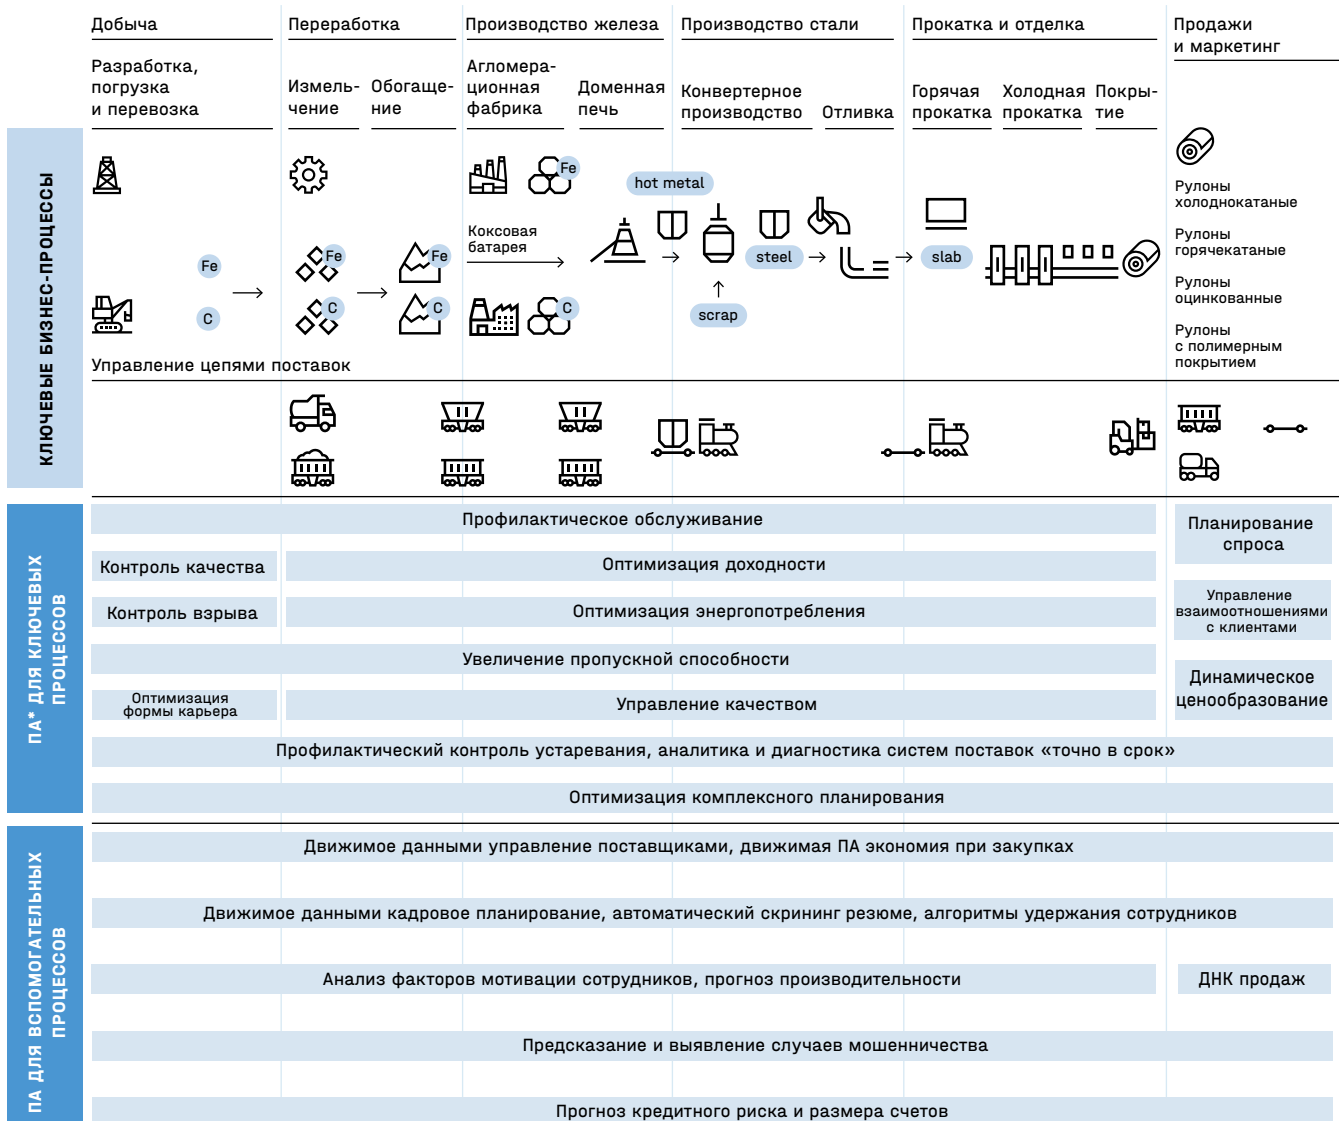 Добыча
Переработка
Производство железа
Производство стали
Прокатка и отделка
Продажи
и маркетинг
Разработка,
погрузка
и перевозка
Измель-
чение
Обогаще-
ние
Агломера-
ционная
фабрика
Доменная
печь
Конвертерное
производство
Отливка
Горячая
прокатка
Холодная
прокатка
Покры-
тие
КЛЮЧЕВЫЕ БИЗНЕС-ПРОЦЕССЫ
Fe
C
Fe
C
Fe
C
Fe
Коксовая
батарея
C
hot metal
steel
scrap
slab
Рулоны
холоднокатаные
Рулоны
горячекатаные
Рулоны
оцинкованные
Рулоны
с полимерным
покрытием
Управление цепями поставок
ПА* ДЛЯ КЛЮЧЕВЫХ
ПРОЦЕССОВ
Профилактическое обслуживание
Планирование
спроса
Контроль качества
Оптимизация доходности
Контроль взрыва
Оптимизация энергопотребления
Управление
взаимоотношениями
с клиентами
Увеличение пропускной способности
Динамическое
ценообразование
Оптимизация
формы карьера
Управление качеством
Профилактический контроль устаревания, аналитика и диагностика систем поставок «точно в срок»
Оптимизация комплексного планирования
ПА ДЛЯ ВСПОМОГАТЕЛЬНЫХ
ПРОЦЕССОВ
Движимое данными управление поставщиками, движимая ПА экономия при закупках
Движимое данными кадровое планирование, автоматический скрининг резюме, алгоритмы удержания сотрудников
Анализ факторов мотивации сотрудников, прогноз производительности
ДНК продаж
Предсказание и выявление случаев мошенничества
Прогноз кредитного риска и размера счетов